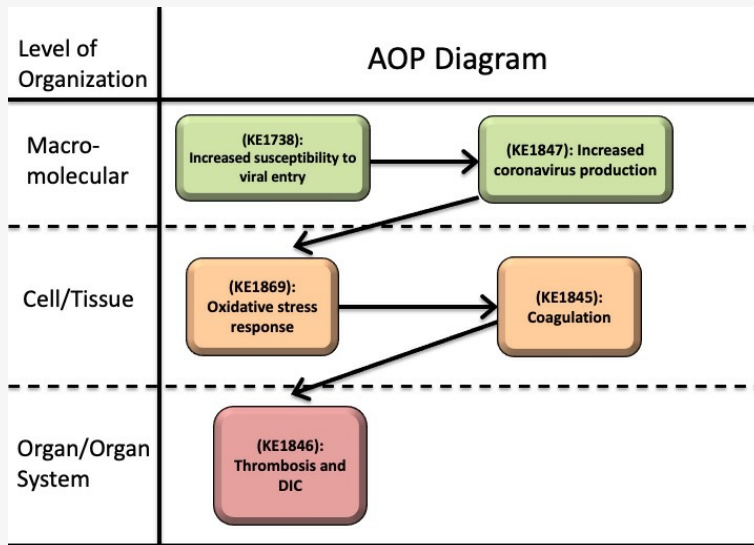 Level of
Organization
AOP Diagram
Macro-
molecular
(KE1738):
Increased susceptibility to
viral entry
(KE1847): Increased
coronavirus production
Cell/Tissue
(KE1869):
Oxidative stress
response
(KE1845):
Coagulation
Organ/Organ
System
(KE1846):
Thrombosis and
DIC